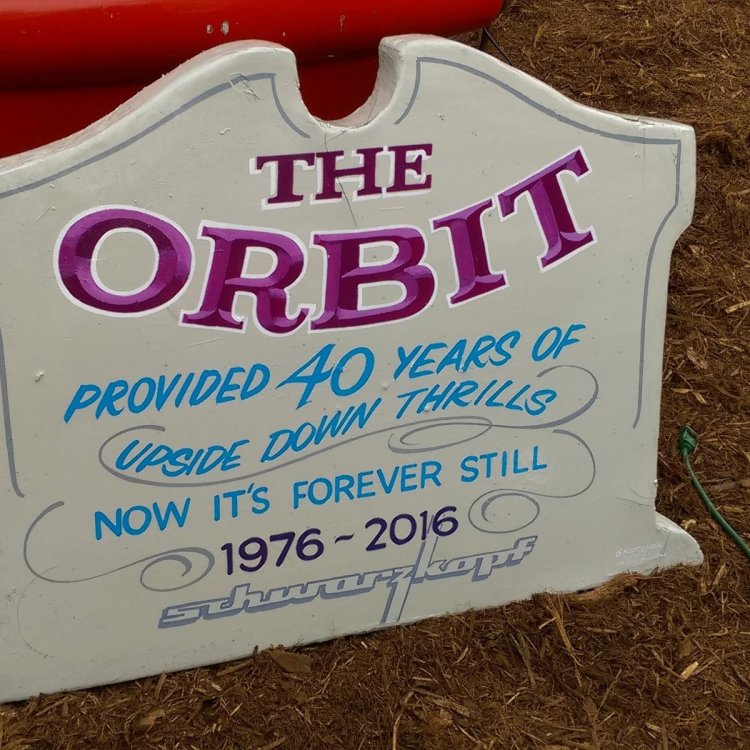 THE
ORBIT
PROVIDED 40 YEARS OF
UPSIDE DOWN THRILLS
NOW IT'S FOREVER STILL
1976 ~ 2016
schwarzkopf